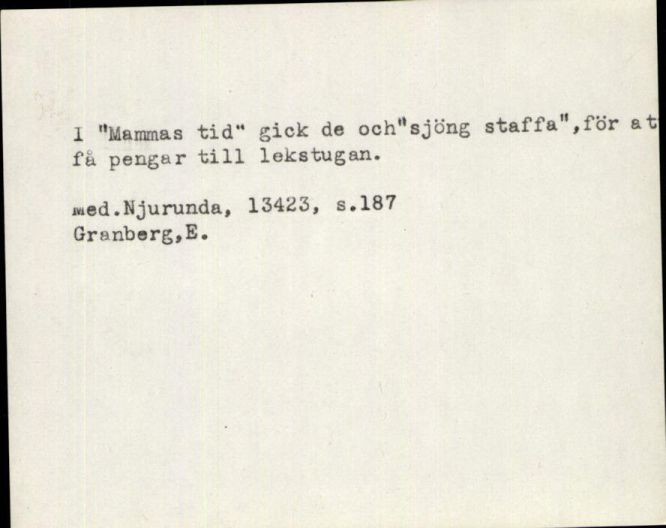 I "Mammas tid" gick de och"sjöng staffa",för at
få pengar till lekstugan.
med.Njurunda, 13423, s.187
Granberg,E.